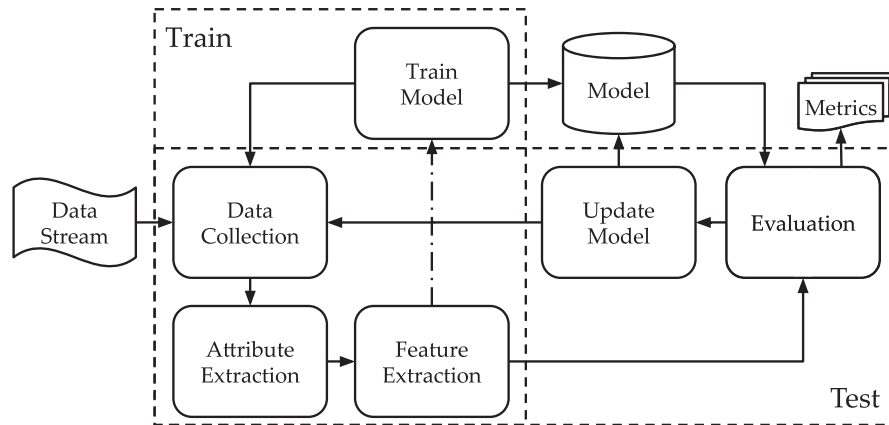 Train
Train
Model
Model
Metrics
Data
Stream
Data
Collection
Update
Model
Evaluation
Attribute
Extraction
Feature
Extraction
Test